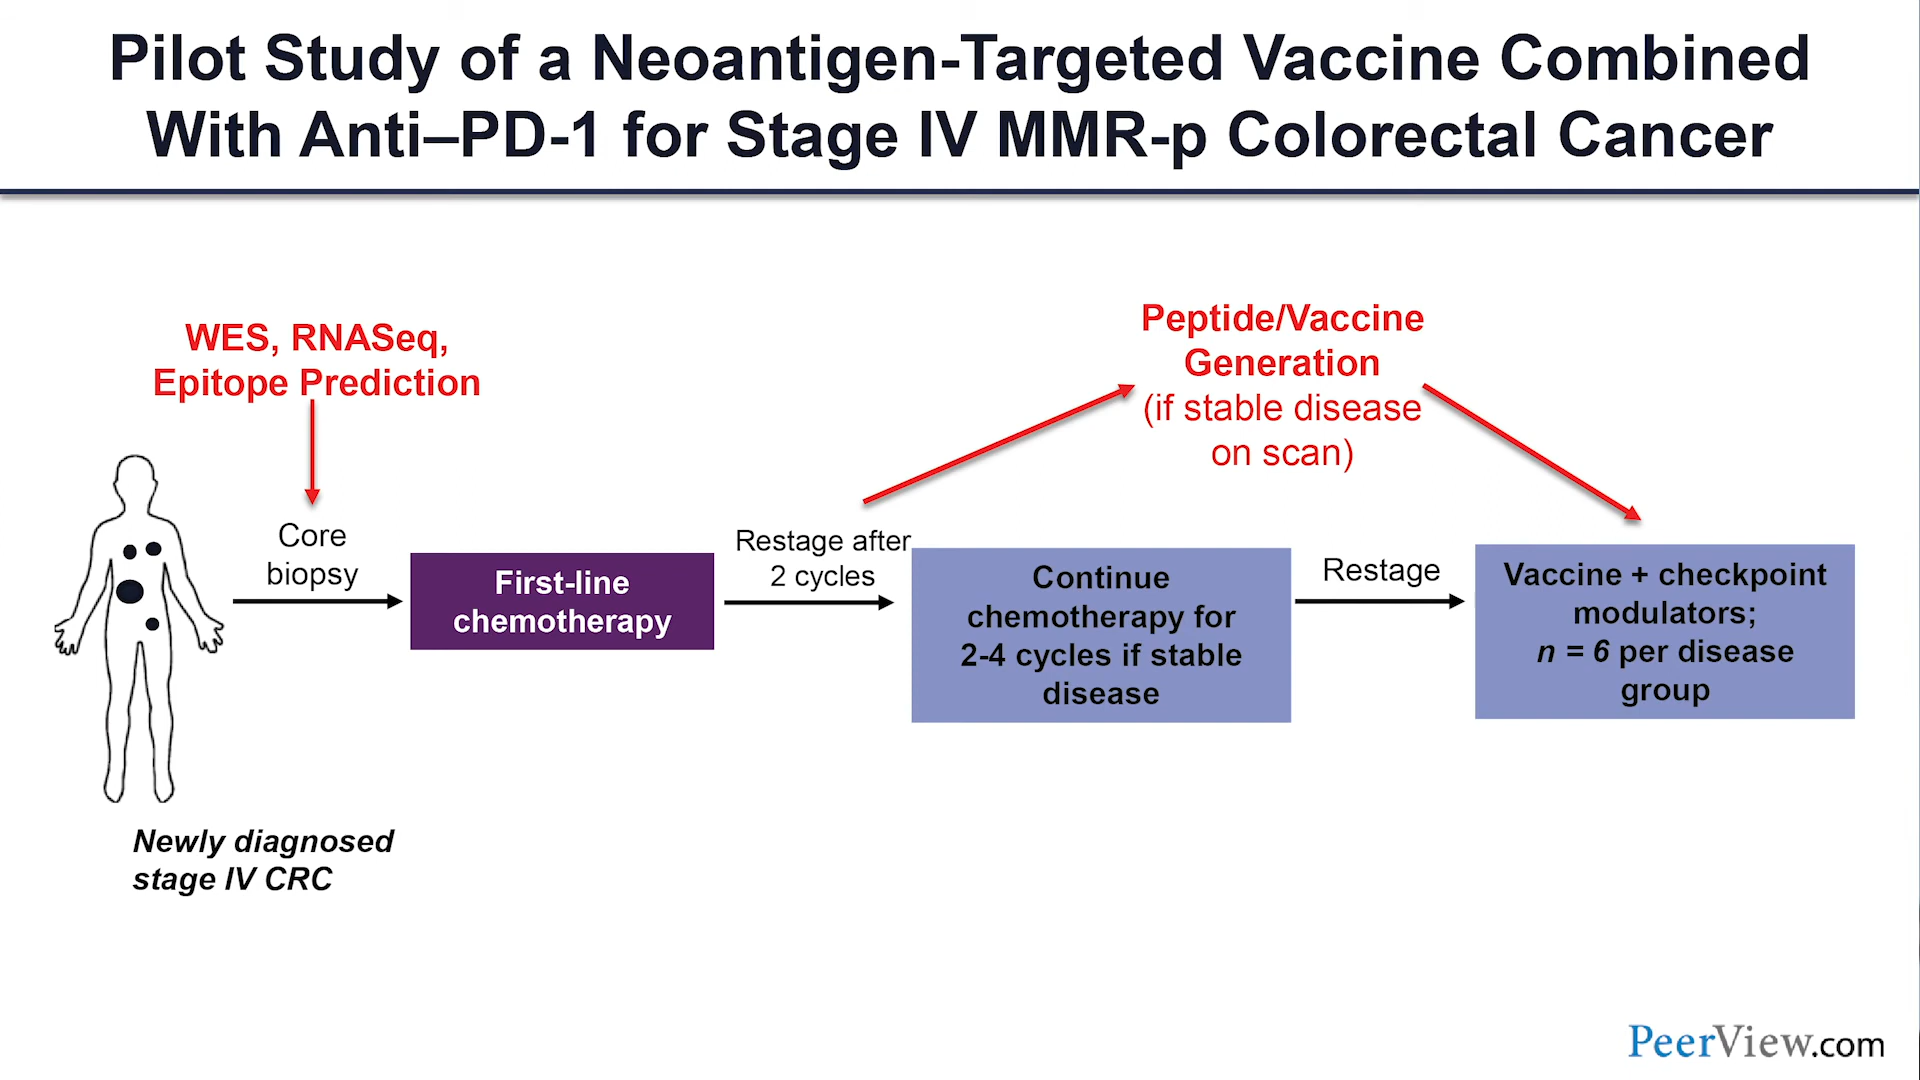 Pilot Study of a Neoantigen-Targeted Vaccine Combined
With Anti–PD-1 for Stage IV MMR-p Colorectal Cancer
WES, RNASeq,
Epitope Prediction
Peptide/Vaccine
Generation
(if stable disease
on scan)
Core
biopsy
First-line
chemotherapy
Restage after
2 cycles
Continue
chemotherapy for
2-4 cycles if stable
disease
Restage
Vaccine + checkpoint
modulators;
n = 6 per disease
group
Newly diagnosed
stage IV CRC
PeerView.com